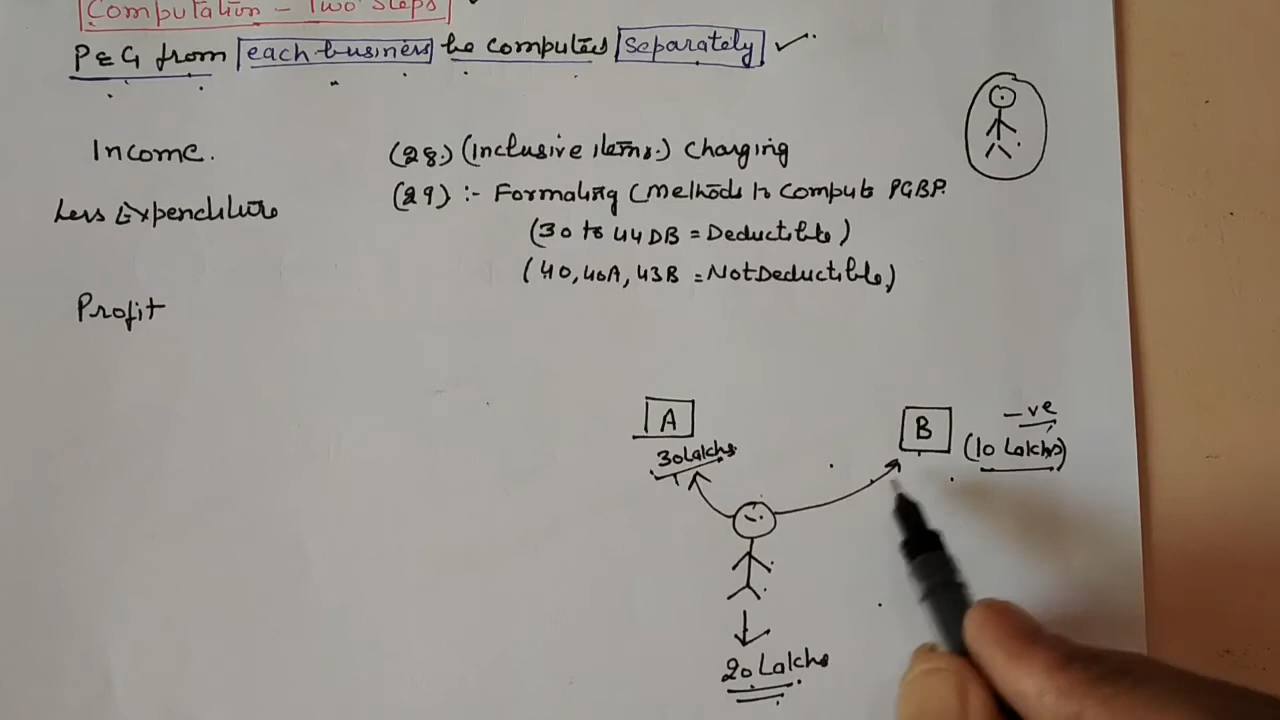 Computation - Two Steps
P & G from each business be computed separately ✓
Income.
(28.) (Inclusive items.) Charging
Less Expenditure
(29) :- Formating (Methods to compute PGBP.
(30 to 44DB = Deductible)
(40, 40A, 43B = Not Deductible)
Profit
A
30 Lakhs
B
-ve
(10 Lakhs)
20 Lakhs